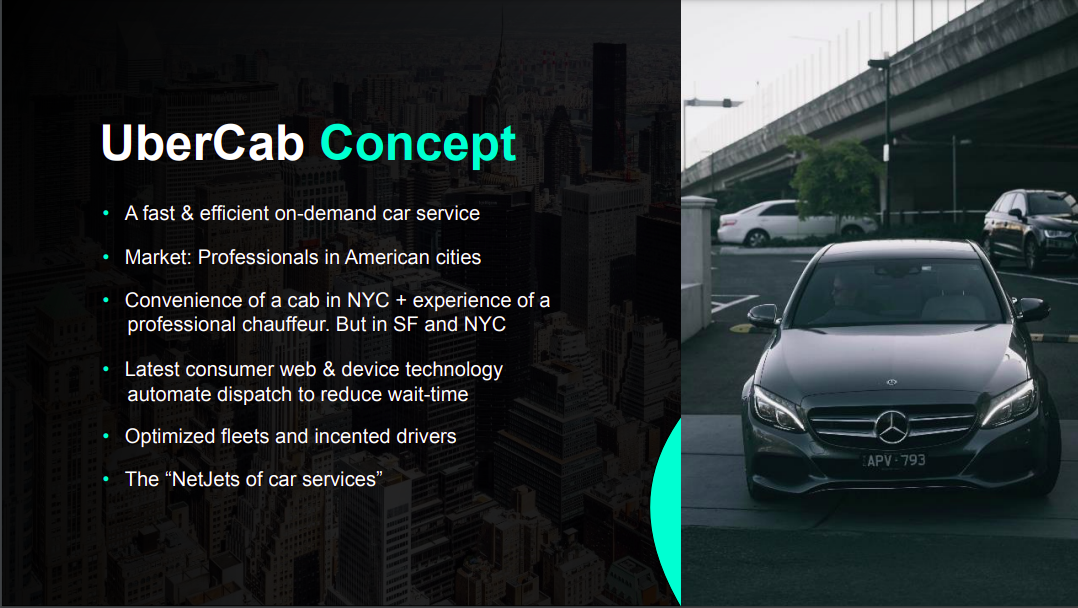 UberCab Concept
• A fast & efficient on-demand car service
• Market: Professionals in American cities
• Convenience of a cab in NYC + experience of a
professional chauffeur. But in SF and NYC
• Latest consumer web & device technology
automate dispatch to reduce wait-time
• Optimized fleets and incented drivers
• The “NetJets of car services”
APV-793